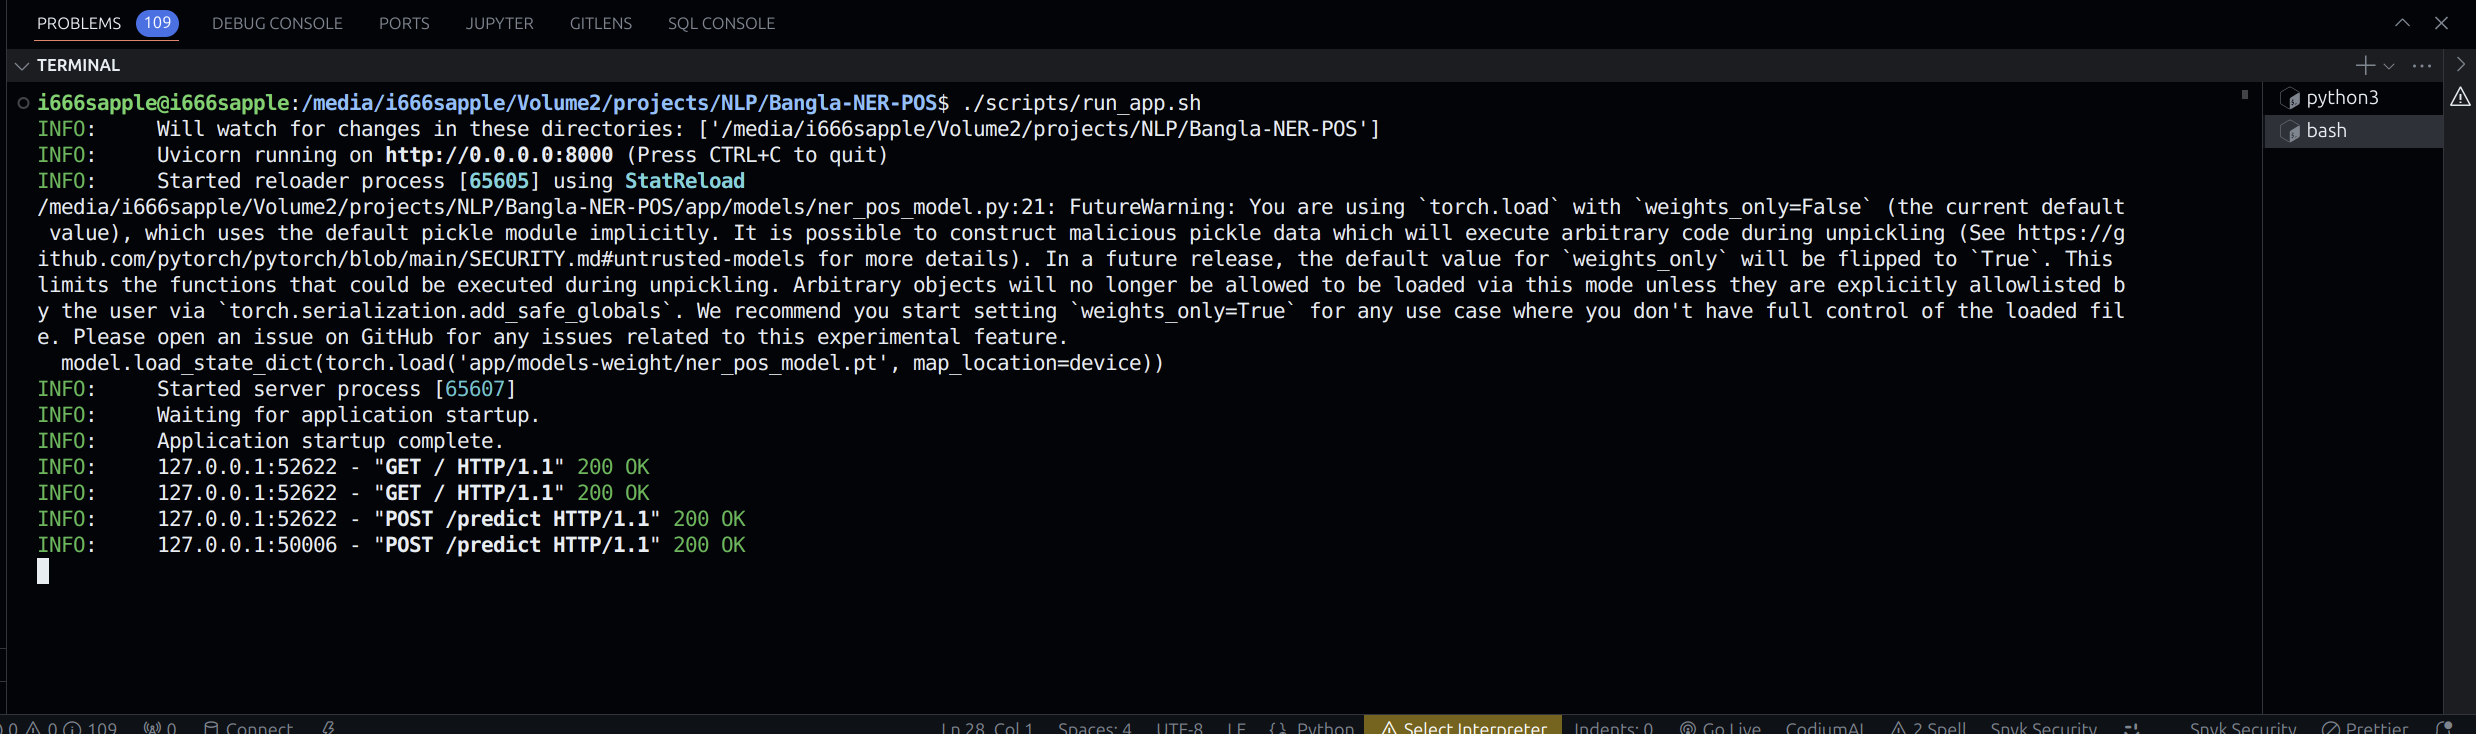 PROBLEMS 109 DEBUG CONSOLE PORTS JUPYTER GITLENS SQL CONSOLE
TERMINAL
i666sapple@i666sapple:/media/i666sapple/Volume2/projects/NLP/Bangla-NER-POS$ ./scripts/run_app.sh
INFO: Will watch for changes in these directories: ['/media/i666sapple/Volume2/projects/NLP/Bangla-NER-POS']
INFO: Uvicorn running on http://0.0.0.0:8000 (Press CTRL+C to quit)
INFO: Started reloader process [65605] using StatReload
/media/i666sapple/Volume2/projects/NLP/Bangla-NER-POS/app/models/ner_pos_model.py:21: FutureWarning: You are using `torch.load` with `weights_only=False` (the current default
value), which uses the default pickle module implicitly. It is possible to construct malicious pickle data which will execute arbitrary code during unpickling (See https://g
ithub.com/pytorch/pytorch/blob/main/SECURITY.md#untrusted-models for more details). In a future release, the default value for `weights_only` will be flipped to `True`. This
limits the functions that could be executed during unpickling. Arbitrary objects will no longer be allowed to be loaded via this mode unless they are explicitly allowlisted b
y the user via `torch.serialization.add_safe_globals`. We recommend you start setting `weights_only=True` for any use case where you don't have full control of the loaded fil
e. Please open an issue on GitHub for any issues related to this experimental feature.
model.load_state_dict(torch.load('app/models-weight/ner_pos_model.pt', map_location=device))
INFO: Started server process [65607]
INFO: Waiting for application startup.
INFO: Application startup complete.
INFO: 127.0.0.1:52622 - "GET / HTTP/1.1" 200 OK
INFO: 127.0.0.1:52622 - "GET / HTTP/1.1" 200 OK
INFO: 127.0.0.1:52622 - "POST /predict HTTP/1.1" 200 OK
INFO: 127.0.0.1:50006 - "POST /predict HTTP/1.1" 200 OK
python3
bash
0 0 109 0 Connect Ln 28, Col 1 Spaces: 4 UTF-8 LF Python Select Interpreter Indents: 0 Go Live CodiumAI 2 Spell Snyk Security Snyk Security Prettier